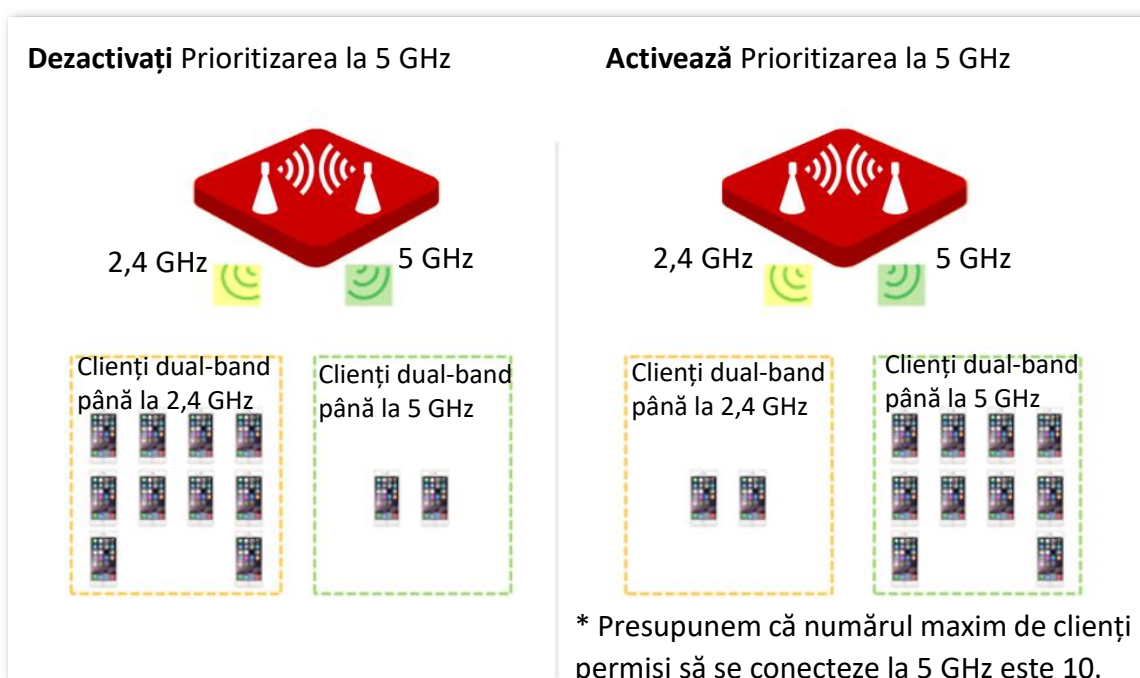 Dezactivați Prioritizarea la 5 GHz
2,4 GHz
5 GHz
Clienți dual-band
până la 2,4 GHz
Clienți dual-band
până la 5 GHz
Activează Prioritizarea la 5 GHz
2,4 GHz
5 GHz
Clienți dual-band
până la 2,4 GHz
Clienți dual-band
până la 5 GHz
* Presupunem că numărul maxim de clienți
permiși să se conecteze la 5 GHz este 10.